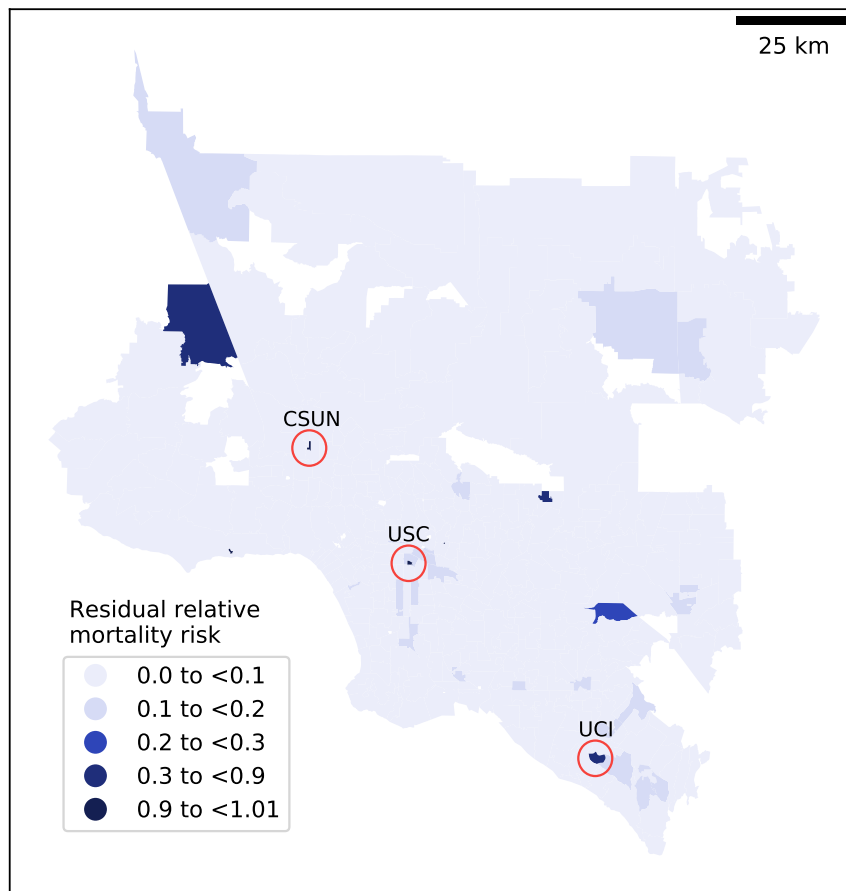 25 km
CSUN
USC
Residual relative
mortality risk
0.0 to <0.1
0.1 to <0.2
0.2 to <0.3
0.3 to <0.9
0.9 to <1.01
UCI